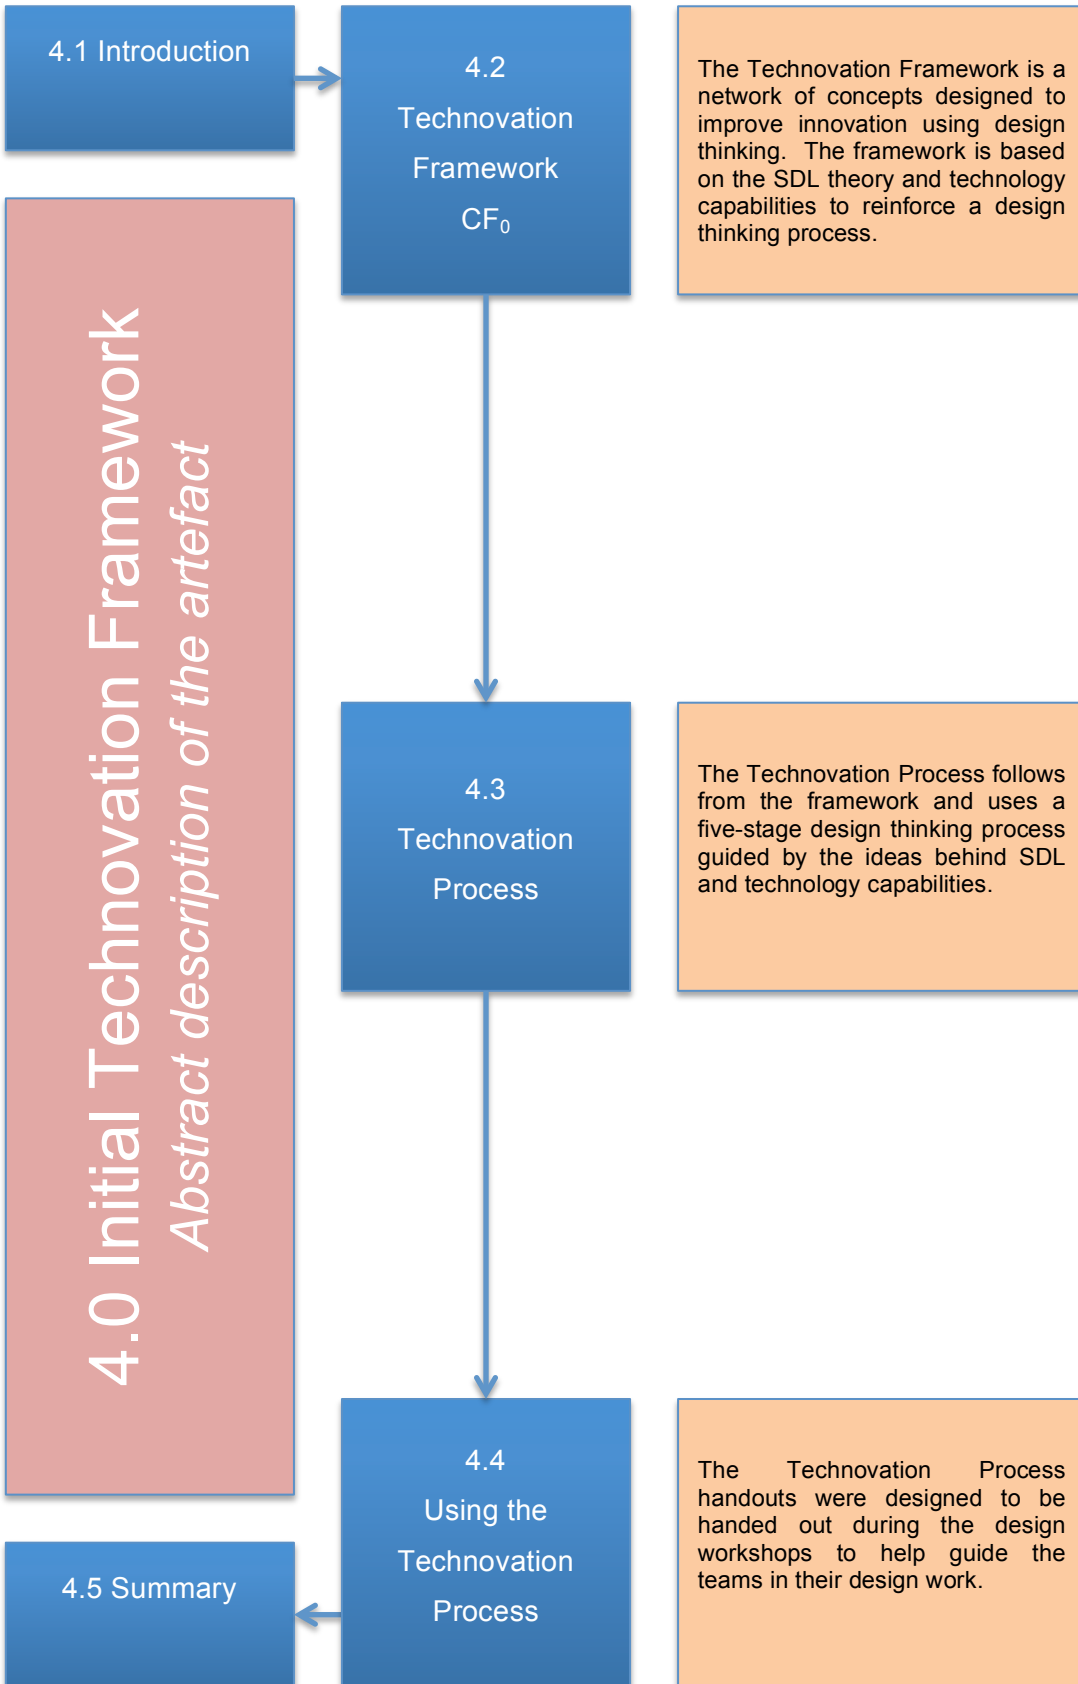 4.1 Introduction
4.2
Technovation
Framework
CF₀
The Technovation Framework is a
network of concepts designed to
improve innovation using design
thinking. The framework is based
on the SDL theory and technology
capabilities to reinforce a design
thinking process.
4.0 Initial Technovation Framework
Abstract description of the artefact
4.3
Technovation
Process
The Technovation Process follows
from the framework and uses a
five-stage design thinking process
guided by the ideas behind SDL
and technology capabilities.
4.4
Using the
Technovation
Process
The Technovation Process
handouts were designed to be
handed out during the design
workshops to help guide the
teams in their design work.
4.5 Summary